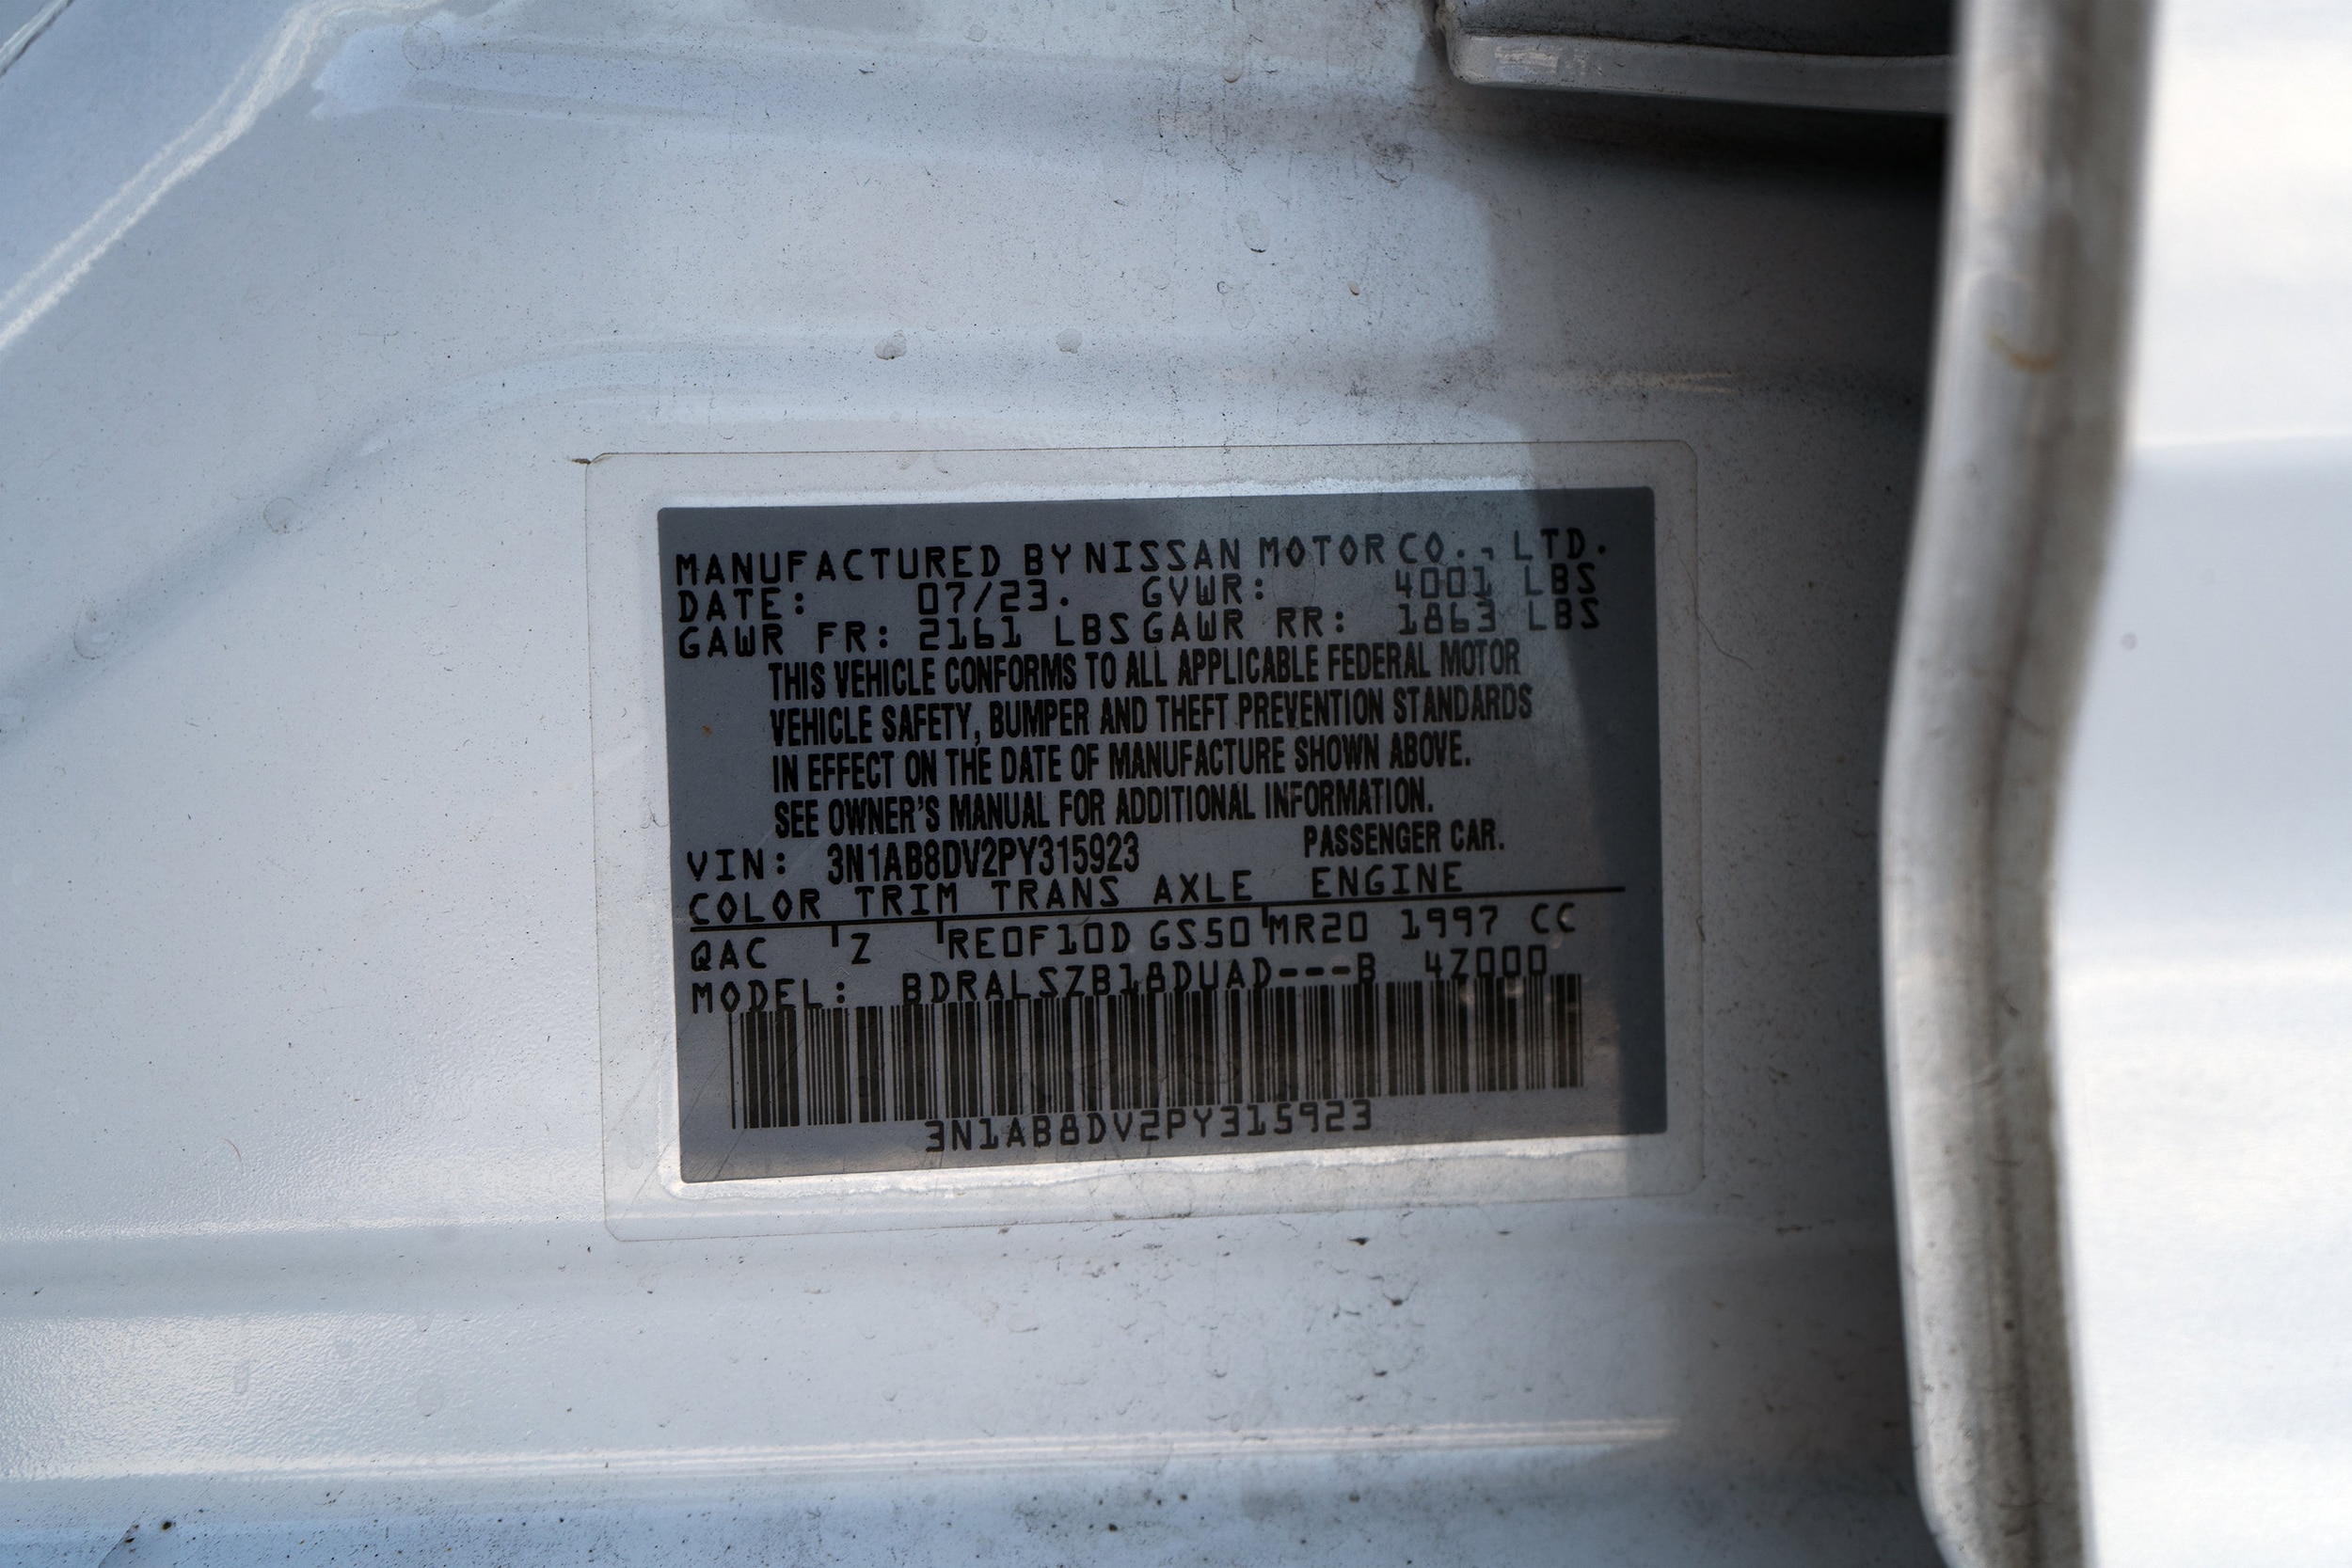 MANUFACTURED BY NISSAN MOTOR CO., LTD.
DATE: 07/23. GVWR: 4001 LBS
GAWR FR: 2161 LBS GAWR RR: 1863 LBS
THIS VEHICLE CONFORMS TO ALL APPLICABLE FEDERAL MOTOR
VEHICLE SAFETY, BUMPER AND THEFT PREVENTION STANDARDS
IN EFFECT ON THE DATE OF MANUFACTURE SHOWN ABOVE.
SEE OWNER'S MANUAL FOR ADDITIONAL INFORMATION.
VIN: 3N1AB8DV2PY315923 PASSENGER CAR.
COLOR TRIM TRANS AXLE ENGINE
QAC Z RE0F10D GS50 MR20 1997 CC
MODEL: BDRALSZB18DUAD---B 4Z000
3N1AB8DV2PY315923